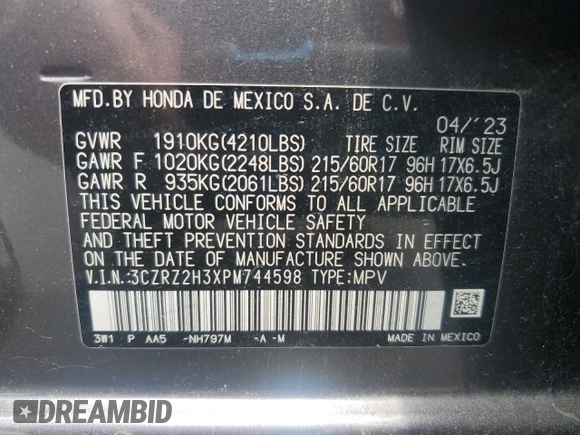 MFD.BY HONDA DE MEXICO S.A. DE C.V.
04/'23
GVWR 1910KG(4210LBS) TIRE SIZE RIM SIZE
GAWR F 1020KG(2248LBS) 215/60R17 96H 17X6.5J
GAWR R 935KG(2061LBS) 215/60R17 96H 17X6.5J
THIS VEHICLE CONFORMS TO ALL APPLICABLE
FEDERAL MOTOR VEHICLE SAFETY
AND THEFT PREVENTION STANDARDS IN EFFECT
ON THE DATE OF MANUFACTURE SHOWN ABOVE.
V.I.N.:3CZRZ2H3XPM744598 TYPE:MPV
3W1 P AA5 -NH797M -A -M MADE IN MEXICO
DREAMBID